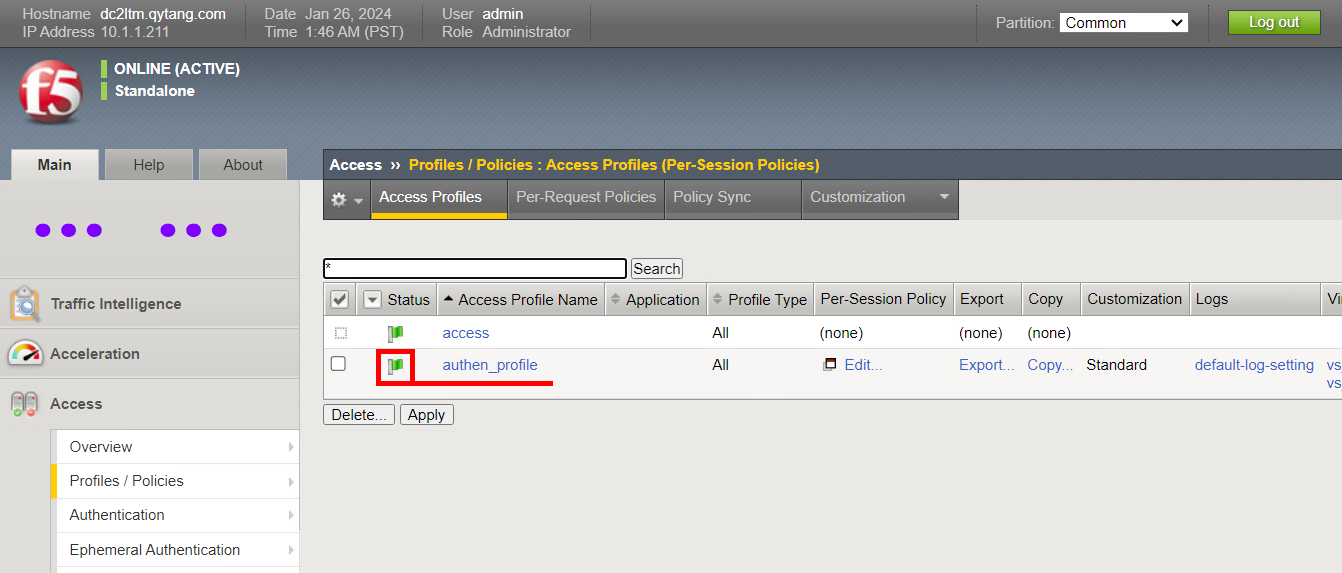 Hostname dc2ltm.qytang.com
IP Address 10.1.1.211
Date Jan 26, 2024
Time 1:46 AM (PST)
User admin
Role Administrator
Partition: Common
Log out
f5
ONLINE (ACTIVE)
Standalone
Main Help About
Access ›› Profiles / Policies : Access Profiles (Per-Session Policies)
Access Profiles Per-Request Policies Policy Sync Customization
* Search
Status Access Profile Name Application Profile Type Per-Session Policy Export Copy Customization Logs
access All (none) (none) (none)
authen_profile All Edit... Export... Copy... Standard default-log-setting
Delete... Apply
Traffic Intelligence
Acceleration
Access
Overview
Profiles / Policies
Authentication
Ephemeral Authentication